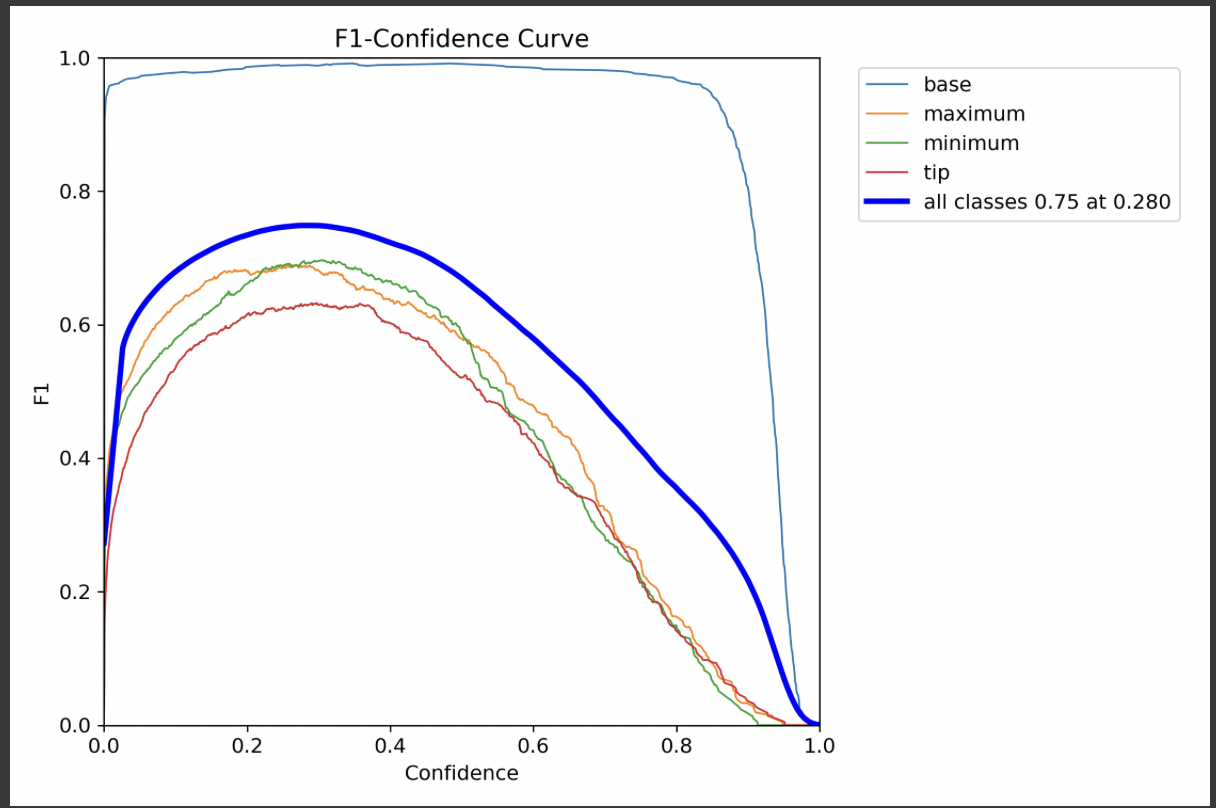 F1-Confidence Curve
1.0
0.8
0.6
0.4
0.2
0.0
F1
0.0 0.2 0.4 0.6 0.8 1.0
Confidence
base
maximum
minimum
tip
all classes 0.75 at 0.280